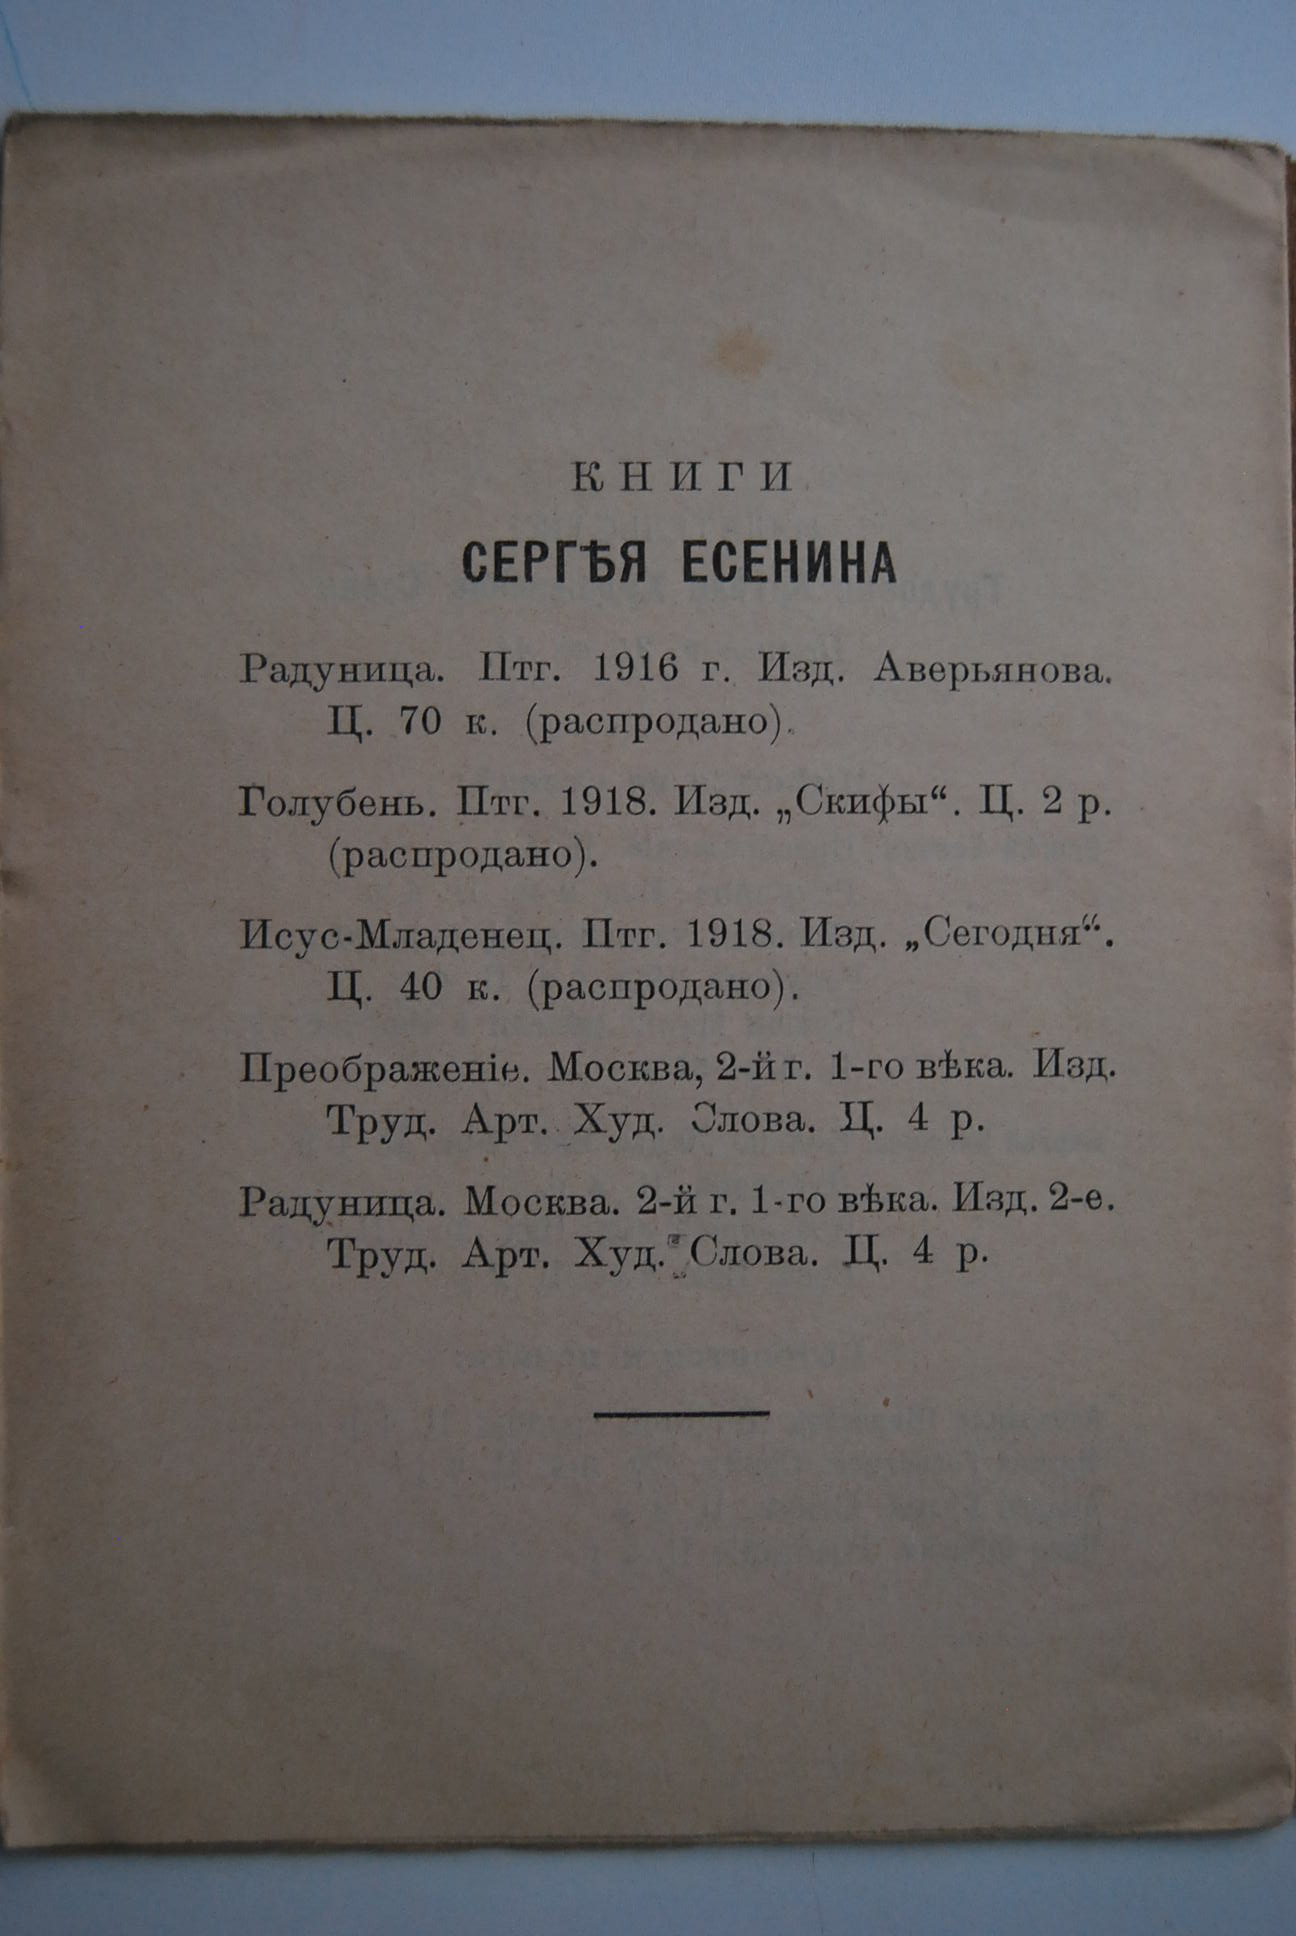 КНИГИ
СЕРГѢЯ ЕСЕНИНА
Радуница. Птг. 1916 г. Изд. Аверьянова.
Ц. 70 к. (распродано).
Голубень. Птг. 1918. Изд. „Скифы“. Ц. 2 р.
(распродано).
Исус-Младенец. Птг. 1918. Изд. „Сегодня“.
Ц. 40 к. (распродано).
Преображеніе. Москва, 2-й г. 1-го вѣка. Изд.
Труд. Арт. Худ. Слова. Ц. 4 р.
Радуница. Москва. 2-й г. 1-го вѣка. Изд. 2-е.
Труд. Арт. Худ. Слова. Ц. 4 р.